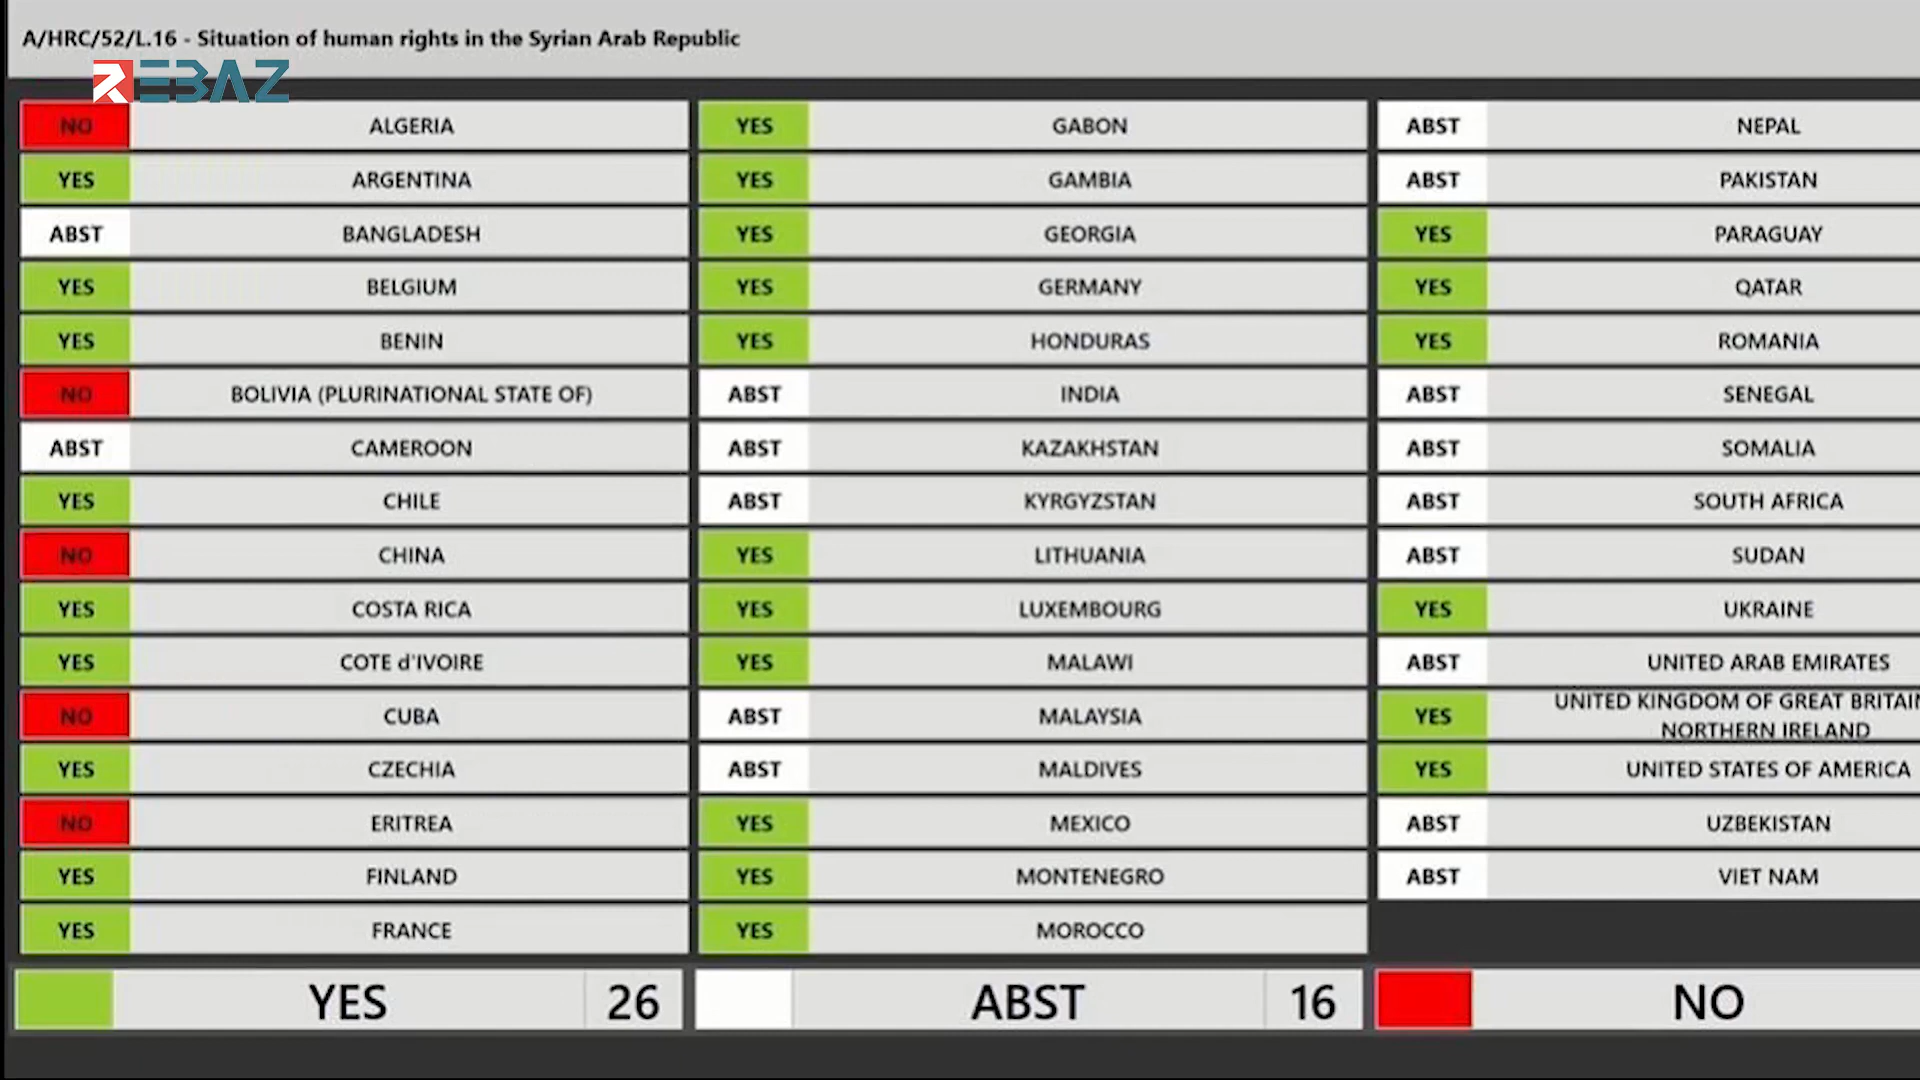 A/HRC/52/L.16 - Situation of human rights in the Syrian Arab Republic
REBAZ
NO ALGERIA
YES ARGENTINA
ABST BANGLADESH
YES BELGIUM
YES BENIN
NO BOLIVIA (PLURINATIONAL STATE OF)
ABST CAMEROON
YES CHILE
NO CHINA
YES COSTA RICA
YES COTE d'IVOIRE
NO CUBA
YES CZECHIA
NO ERITREA
YES FINLAND
YES FRANCE
YES GABON
YES GAMBIA
YES GEORGIA
YES GERMANY
YES HONDURAS
ABST INDIA
ABST KAZAKHSTAN
ABST KYRGYZSTAN
YES LITHUANIA
YES LUXEMBOURG
YES MALAWI
ABST MALAYSIA
ABST MALDIVES
YES MEXICO
YES MONTENEGRO
YES MOROCCO
ABST NEPAL
ABST PAKISTAN
YES PARAGUAY
YES QATAR
YES ROMANIA
ABST SENEGAL
ABST SOMALIA
ABST SOUTH AFRICA
ABST SUDAN
YES UKRAINE
ABST UNITED ARAB EMIRATES
YES UNITED KINGDOM OF GREAT BRITAIN
NORTHERN IRELAND
YES UNITED STATES OF AMERICA
ABST UZBEKISTAN
ABST VIET NAM
YES 26 ABST 16 NO